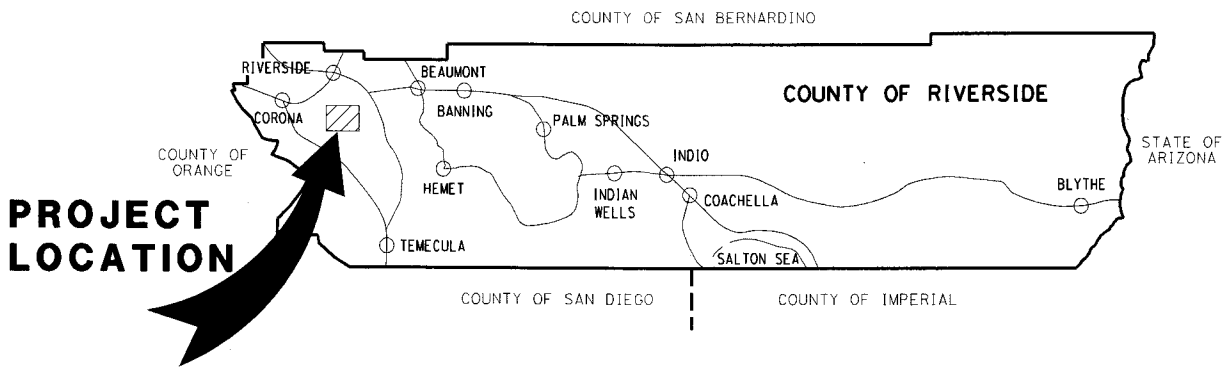 COUNTY OF SAN BERNARDINO
RIVERSIDE
BEAUMONT
COUNTY OF RIVERSIDE
BANNING
CORONA
PALM SPRINGS
COUNTY OF
ORANGE
STATE OF
ARIZONA
INDIO
HEMET
INDIAN
WELLS
COACHELLA
BLYTHE
PROJECT
LOCATION
TEMECULA
SALTON SEA
COUNTY OF SAN DIEGO
COUNTY OF IMPERIAL